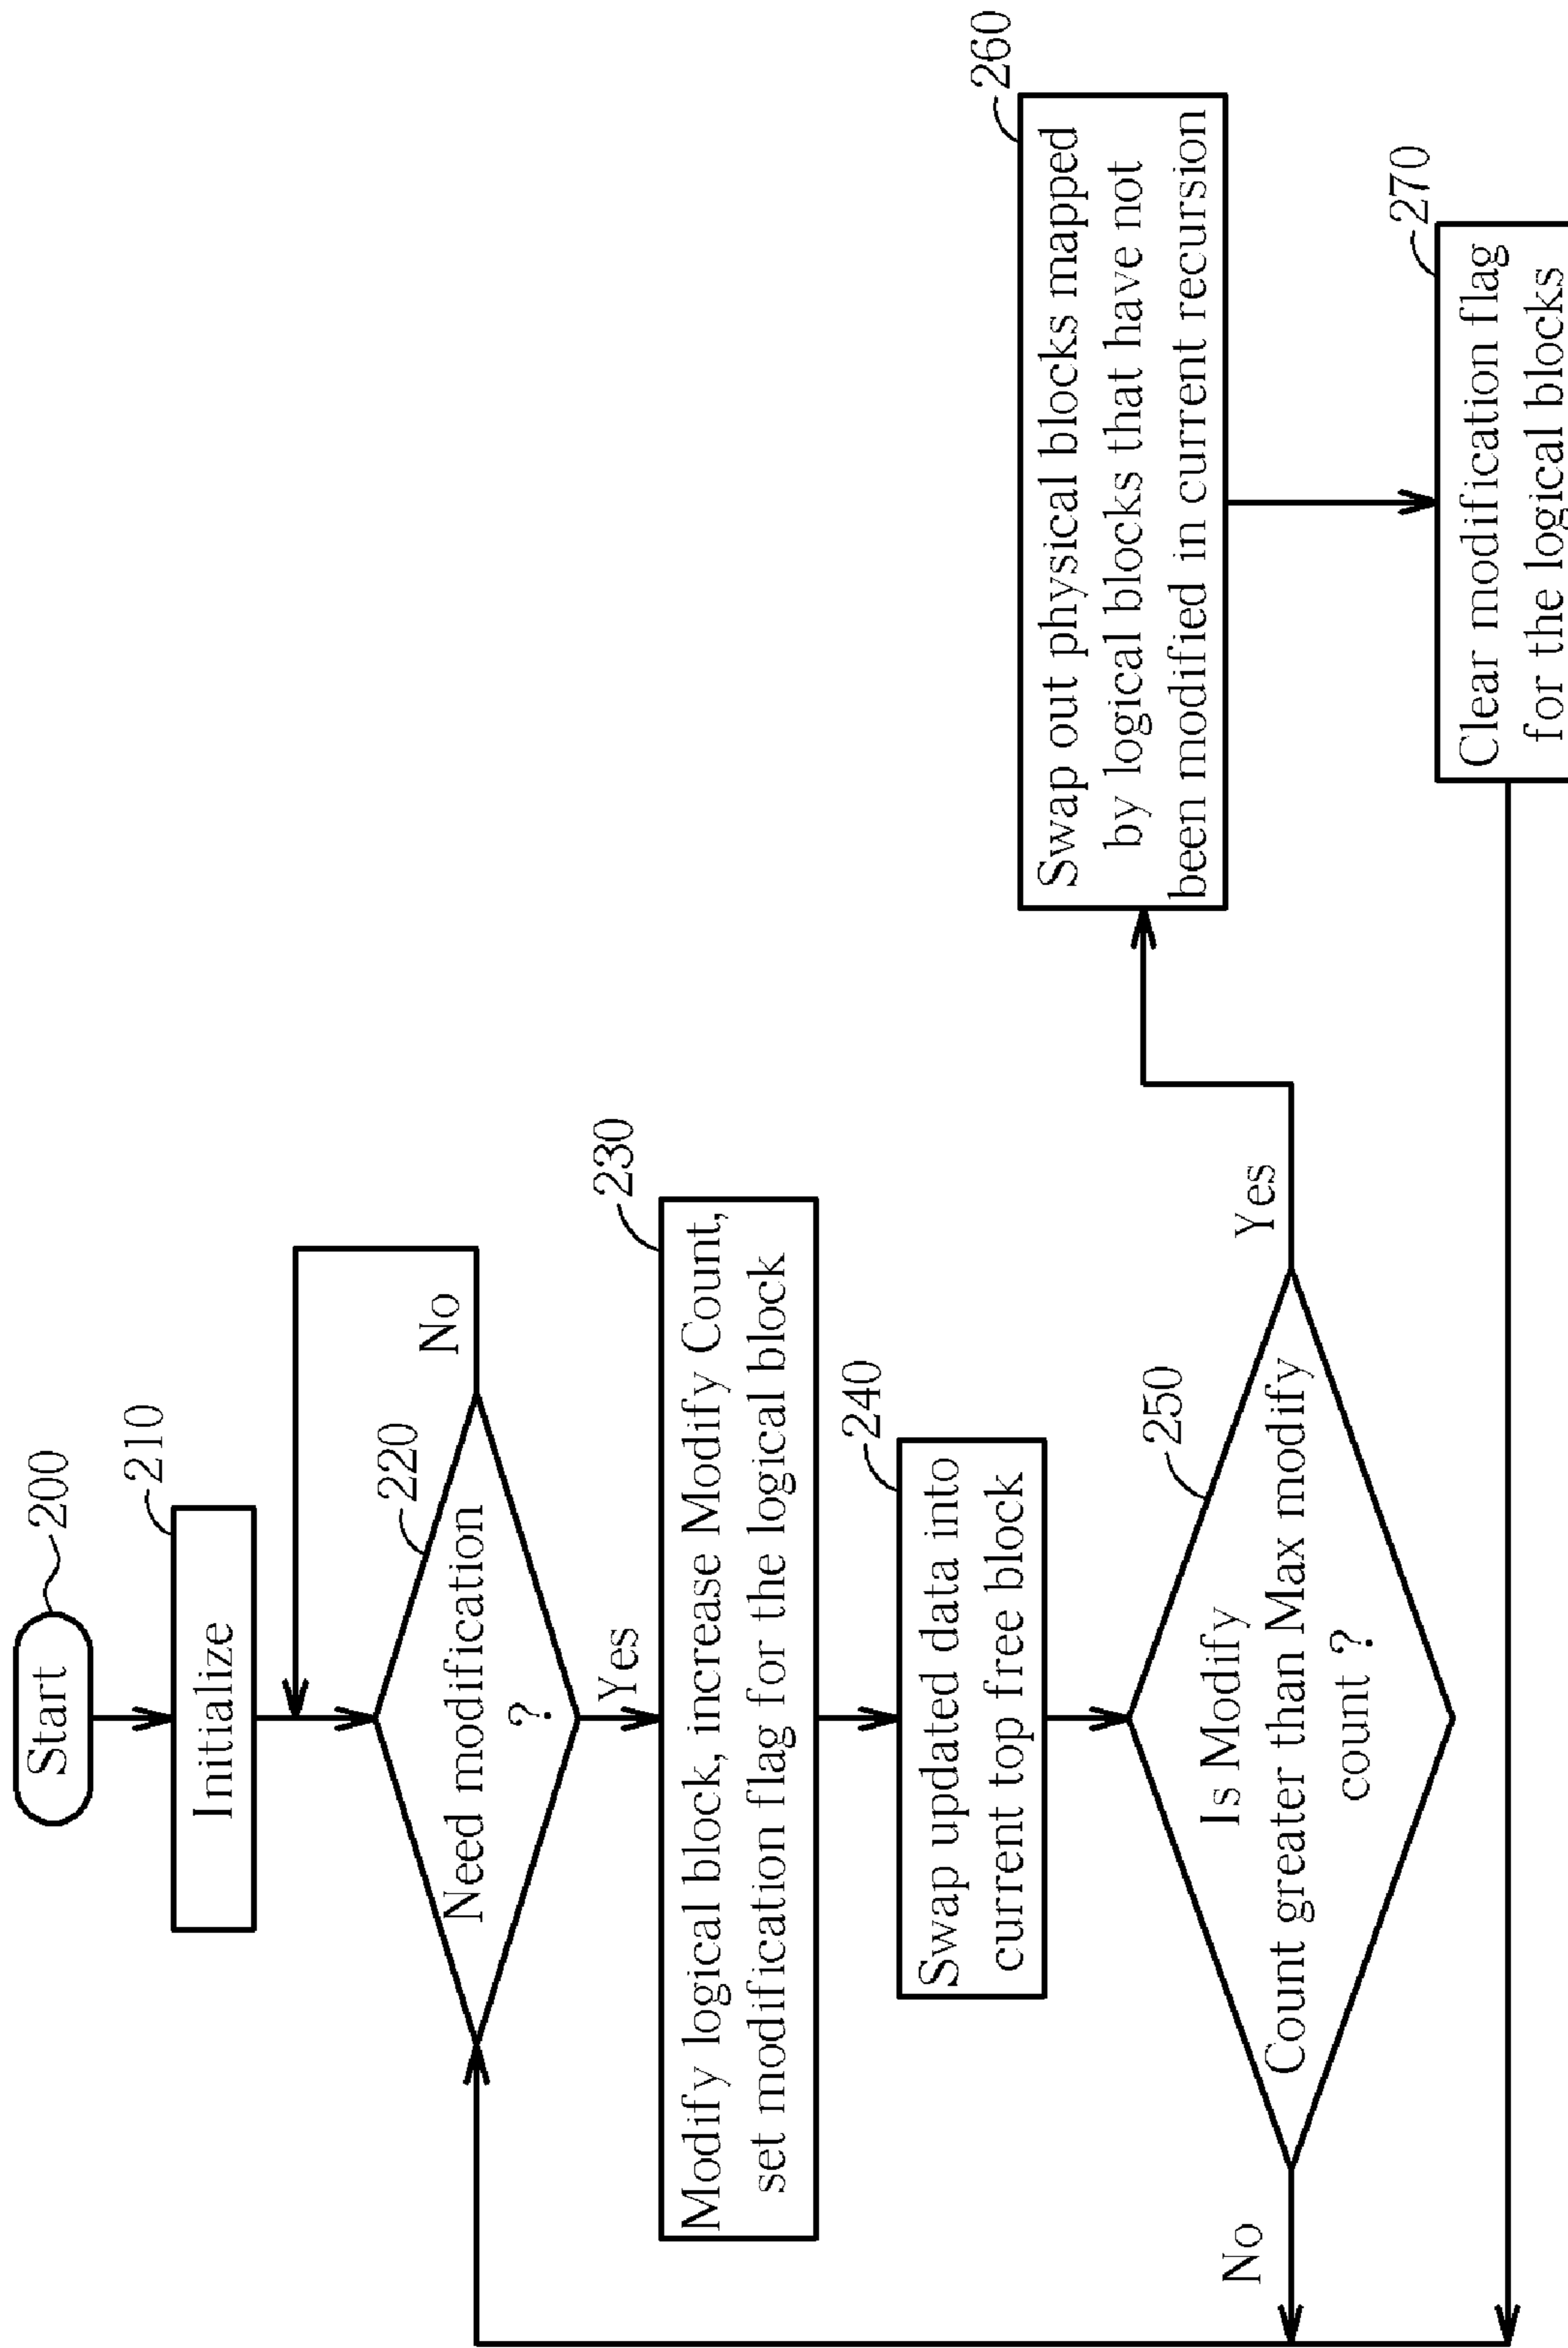 Start
200
Initialize
210
Need modification
?
220
No
Yes
Modify logical block, increase Modify Count,
set modification flag for the logical block
230
Swap updated data into
current top free block
240
Is Modify
Count greater than Max modify
count ?
250
No
Yes
Swap out physical blocks mapped
by logical blocks that have not
been modified in current recursion
260
Clear modification flag
for the logical blocks
270